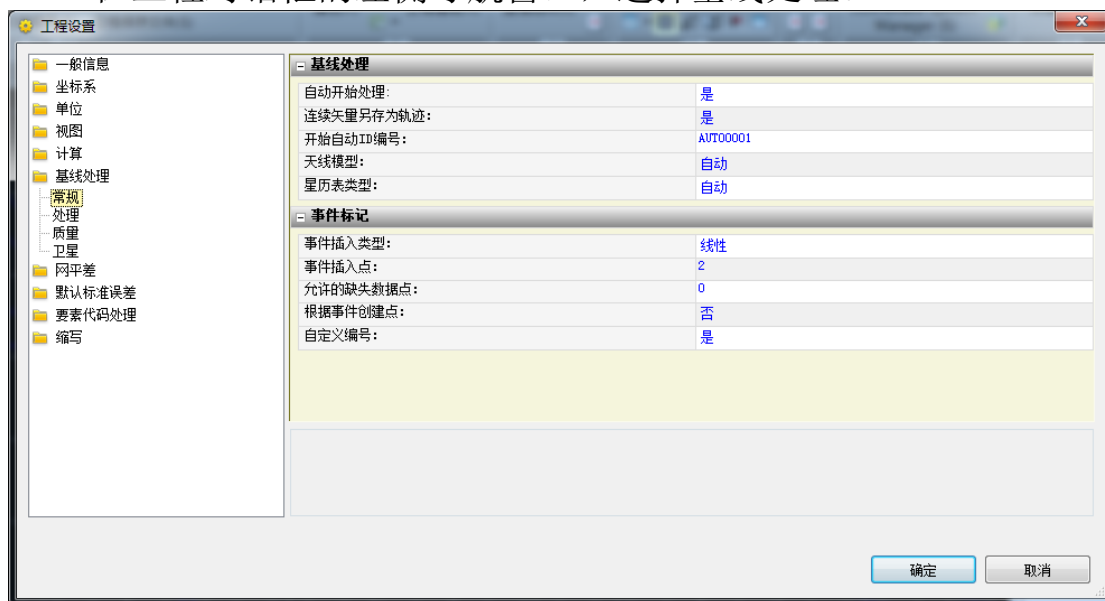 工程设置
一般信息
坐标系
单位
视图
计算
基线处理
常规
处理
质量
卫星
网平差
默认标准误差
要素代码处理
缩写
基线处理
自动开始处理: 是
连续矢量另存为轨迹: 是
开始自动ID编号: AUT00001
天线模型: 自动
星历表类型: 自动
事件标记
事件插入类型: 线性
事件插入点: 2
允许的缺失数据点: 0
根据事件创建点: 否
自定义编号: 是
确定 取消